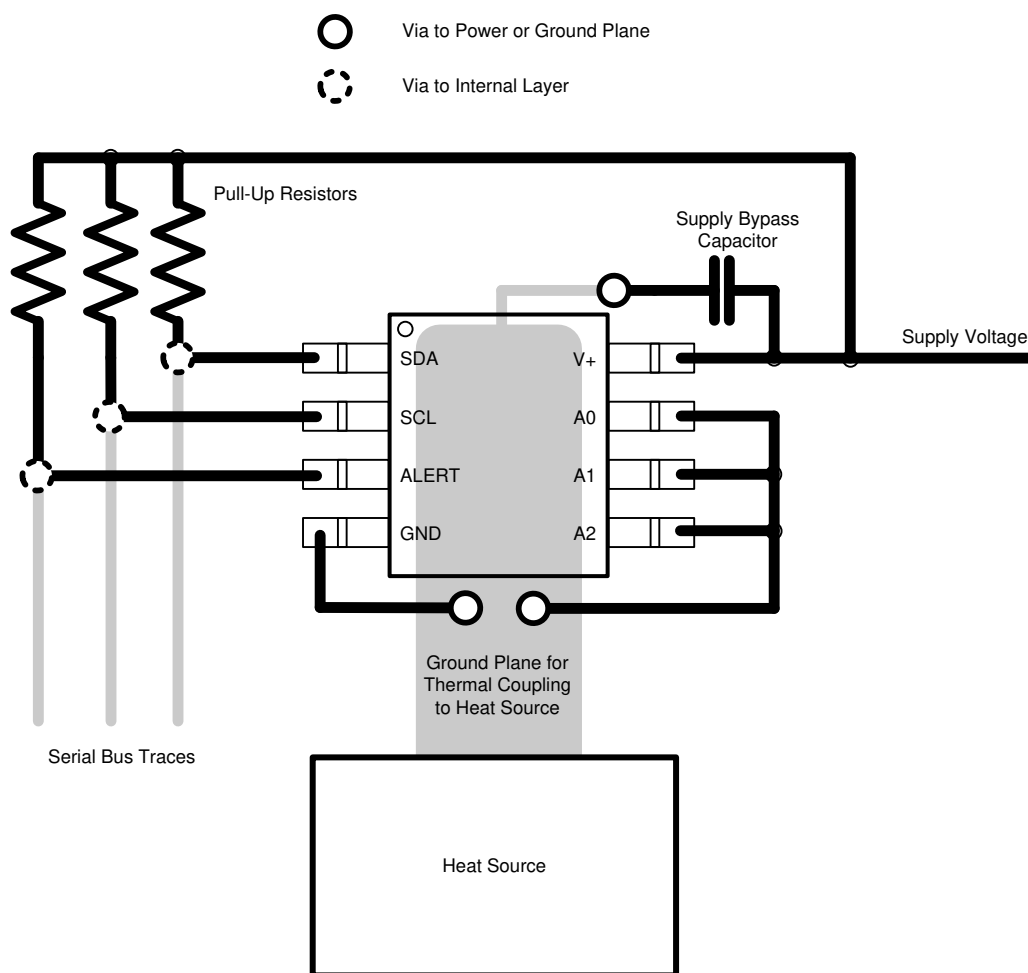 Via to Power or Ground Plane
Via to Internal Layer
Pull-Up Resistors
Supply Bypass
Capacitor
Supply Voltage
SDA
V+
SCL
A0
ALERT
A1
GND
A2
Ground Plane for
Thermal Coupling
to Heat Source
Serial Bus Traces
Heat Source